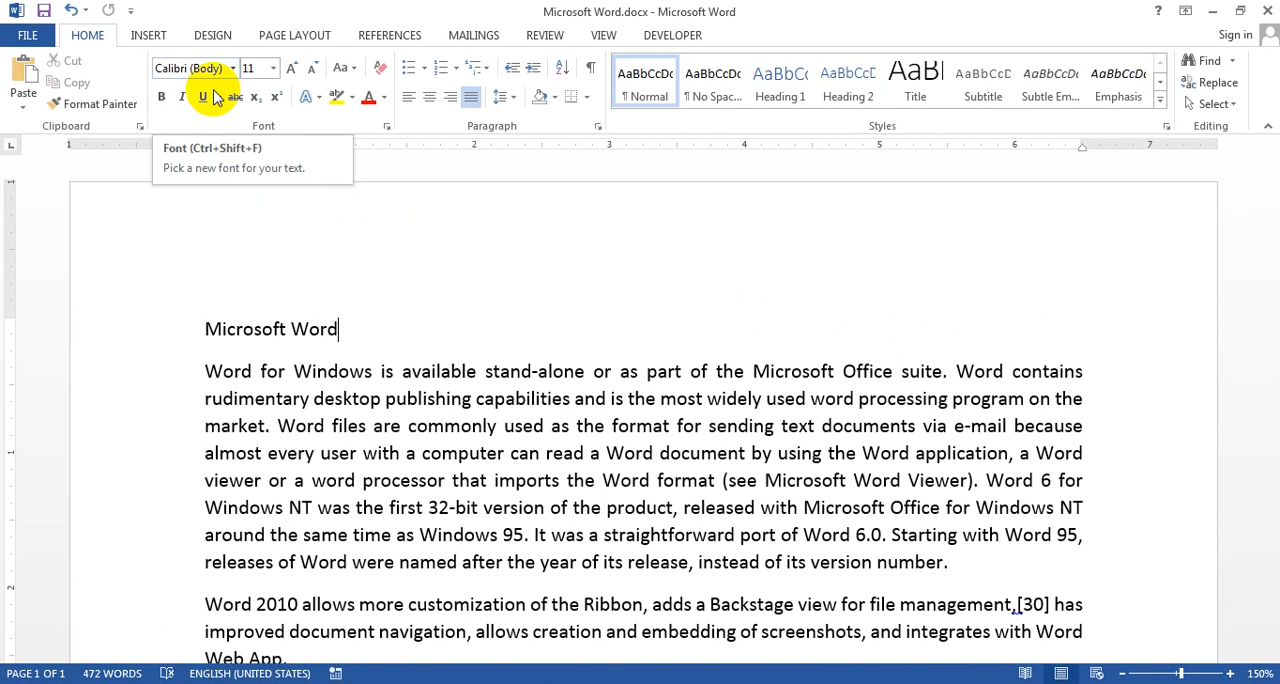 Microsoft Word.docx - Microsoft Word
Sign in
FILE HOME INSERT DESIGN PAGE LAYOUT REFERENCES MAILINGS REVIEW VIEW DEVELOPER
Paste
Cut
Copy
Format Painter
Clipboard
Calibri (Body) 11
Font
Paragraph
AaBbCcDc AaBbCcDc AaBbCc AaBbCcD AaBl AaBbCcD AaBbCcDc AaBbCcDc
¶ Normal ¶ No Spac... Heading 1 Heading 2 Title Subtitle Subtle Em... Emphasis
Styles
Find
Replace
Select
Editing
Font (Ctrl+Shift+F)
Pick a new font for your text.
1 1 2 3 4 5 6 7
Microsoft Word
Word for Windows is available stand-alone or as part of the Microsoft Office suite. Word contains
rudimentary desktop publishing capabilities and is the most widely used word processing program on the
market. Word files are commonly used as the format for sending text documents via e-mail because
almost every user with a computer can read a Word document by using the Word application, a Word
viewer or a word processor that imports the Word format (see Microsoft Word Viewer). Word 6 for
Windows NT was the first 32-bit version of the product, released with Microsoft Office for Windows NT
around the same time as Windows 95. It was a straightforward port of Word 6.0. Starting with Word 95,
releases of Word were named after the year of its release, instead of its version number.
Word 2010 allows more customization of the Ribbon, adds a Backstage view for file management,[30] has
improved document navigation, allows creation and embedding of screenshots, and integrates with Word
Web App.
PAGE 1 OF 1 472 WORDS ENGLISH (UNITED STATES) 150%